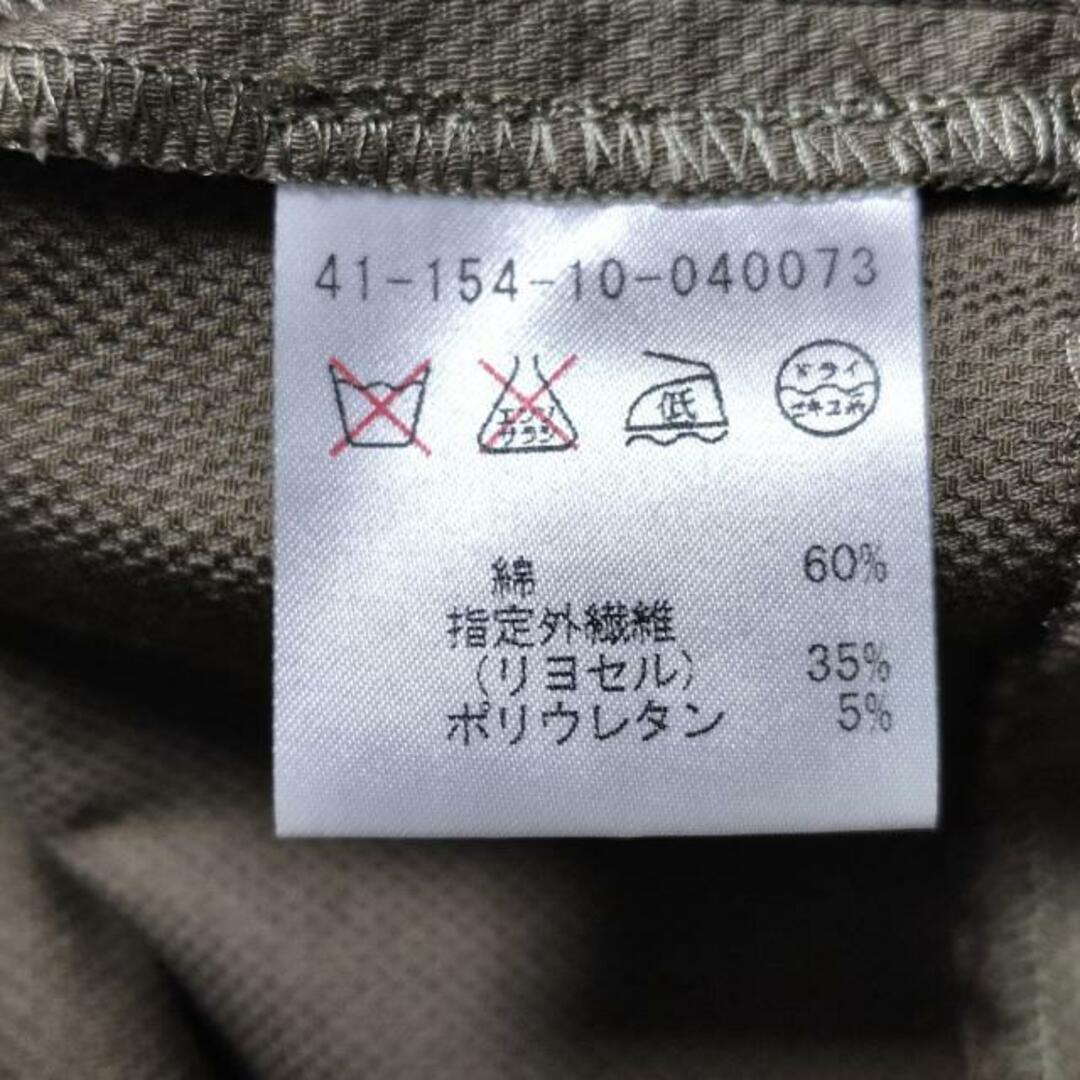 41-154-10-040073
エンソ サラシ 低 ドライ セキユ系
綿 60%
指定外繊維
(リヨセル) 35%
ポリウレタン 5%